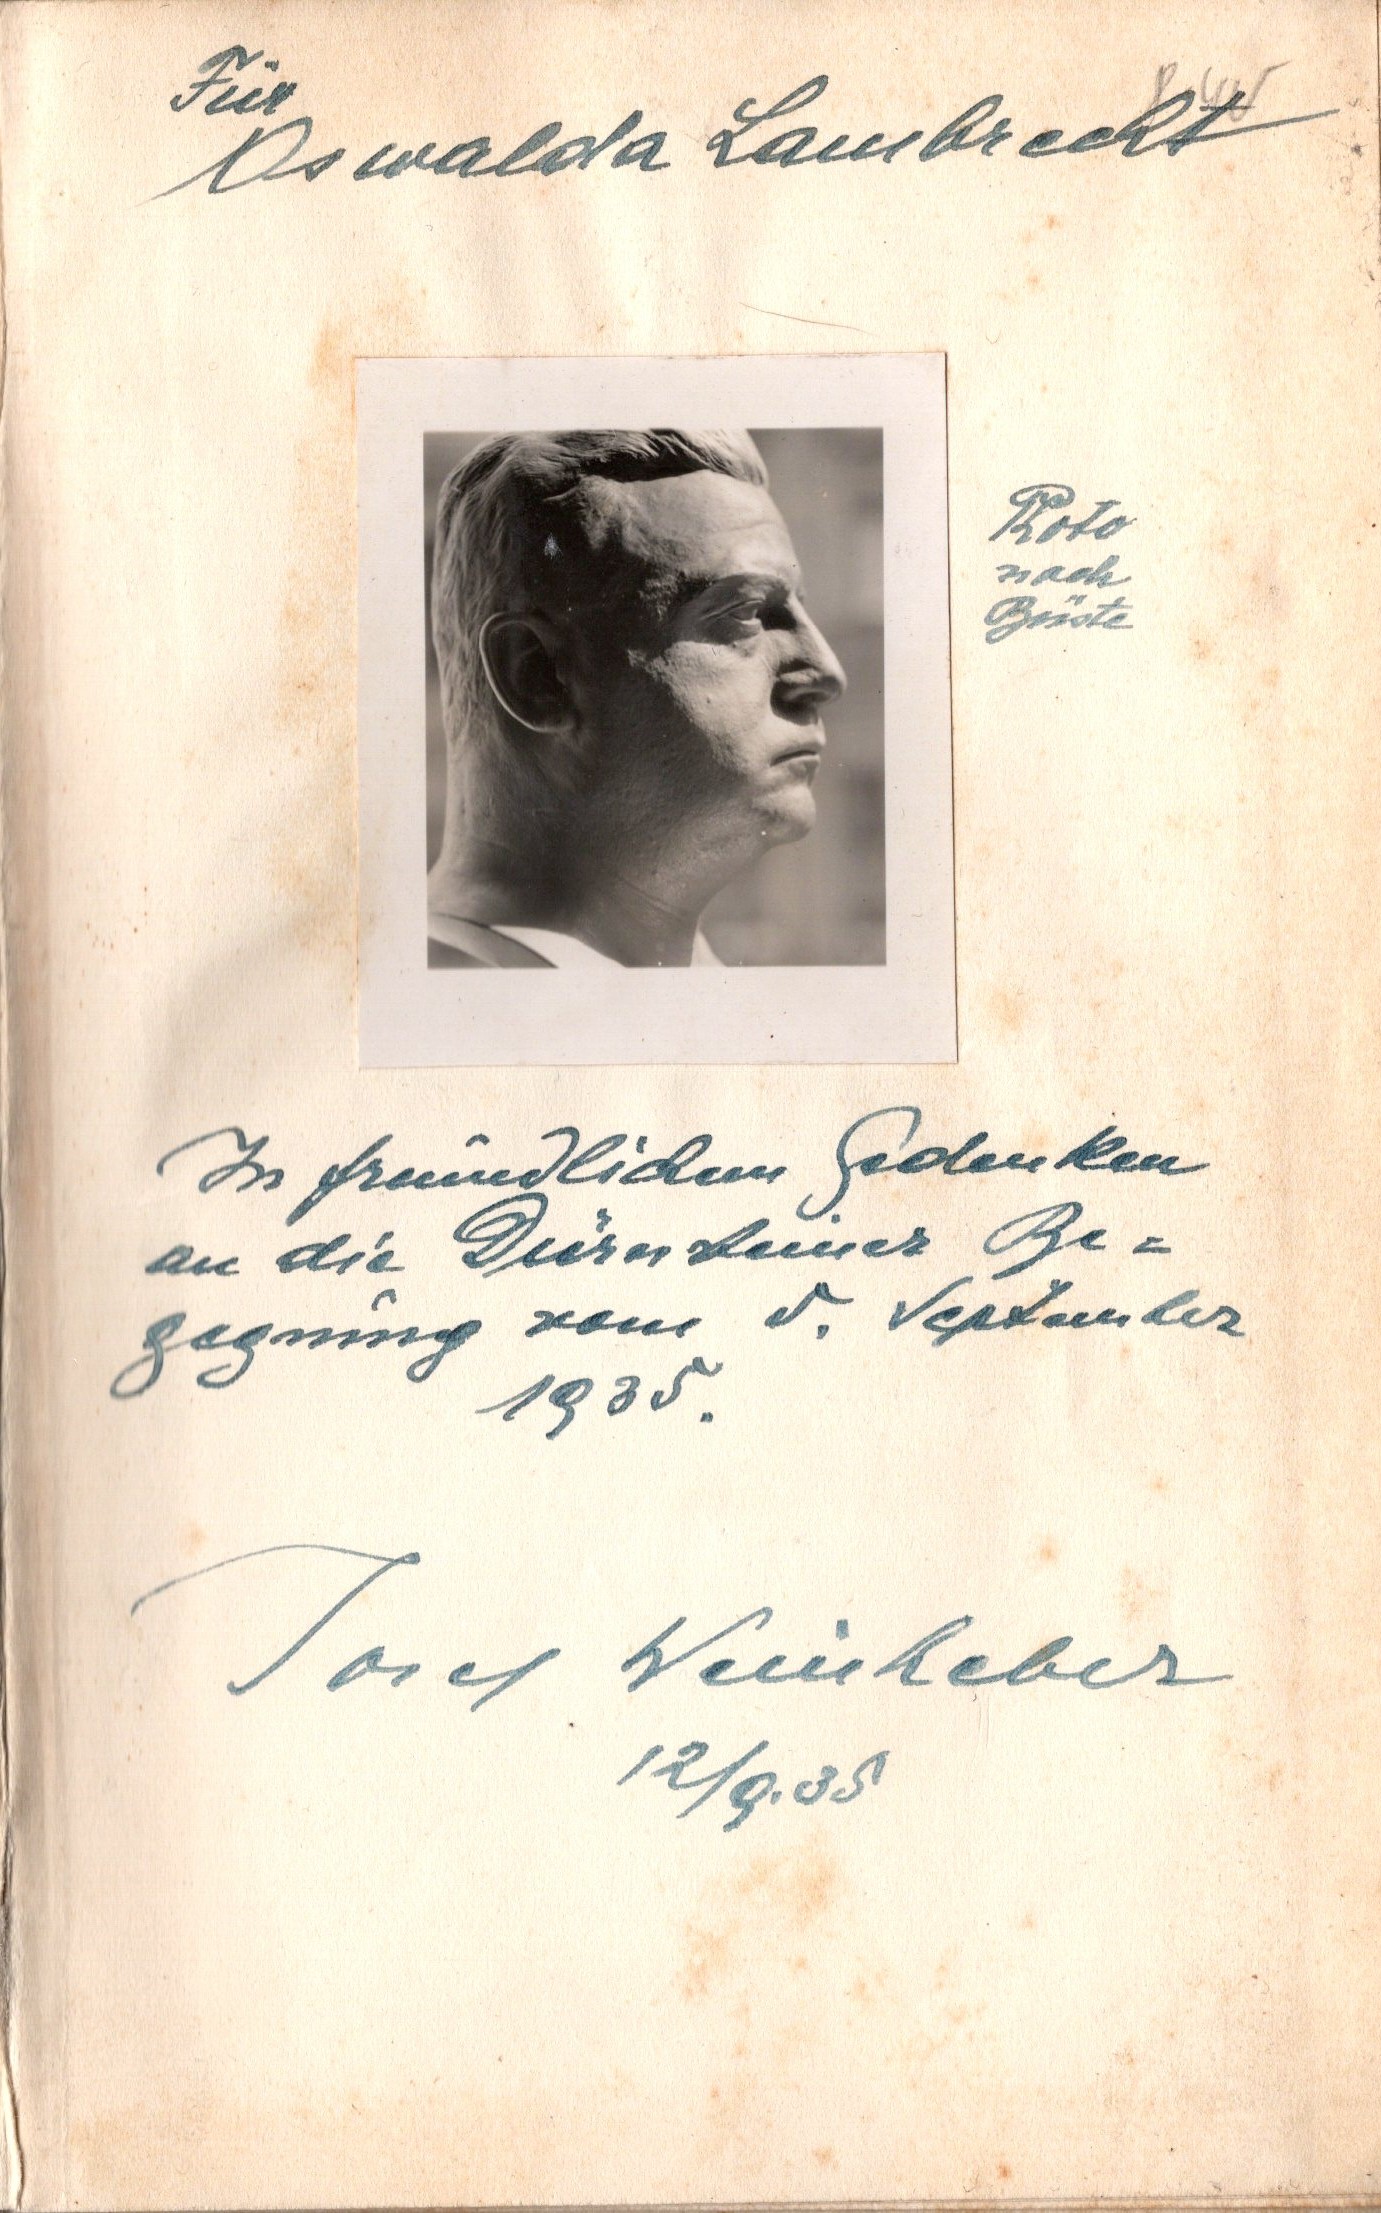 Für
Oswalda Lambrecht
Photo
nach
Büste
In freundlichem Gedenken
an die Dürnsteiner Be=
gegnung vom 5. September
1935.
Josef Weinheber
12/9.35